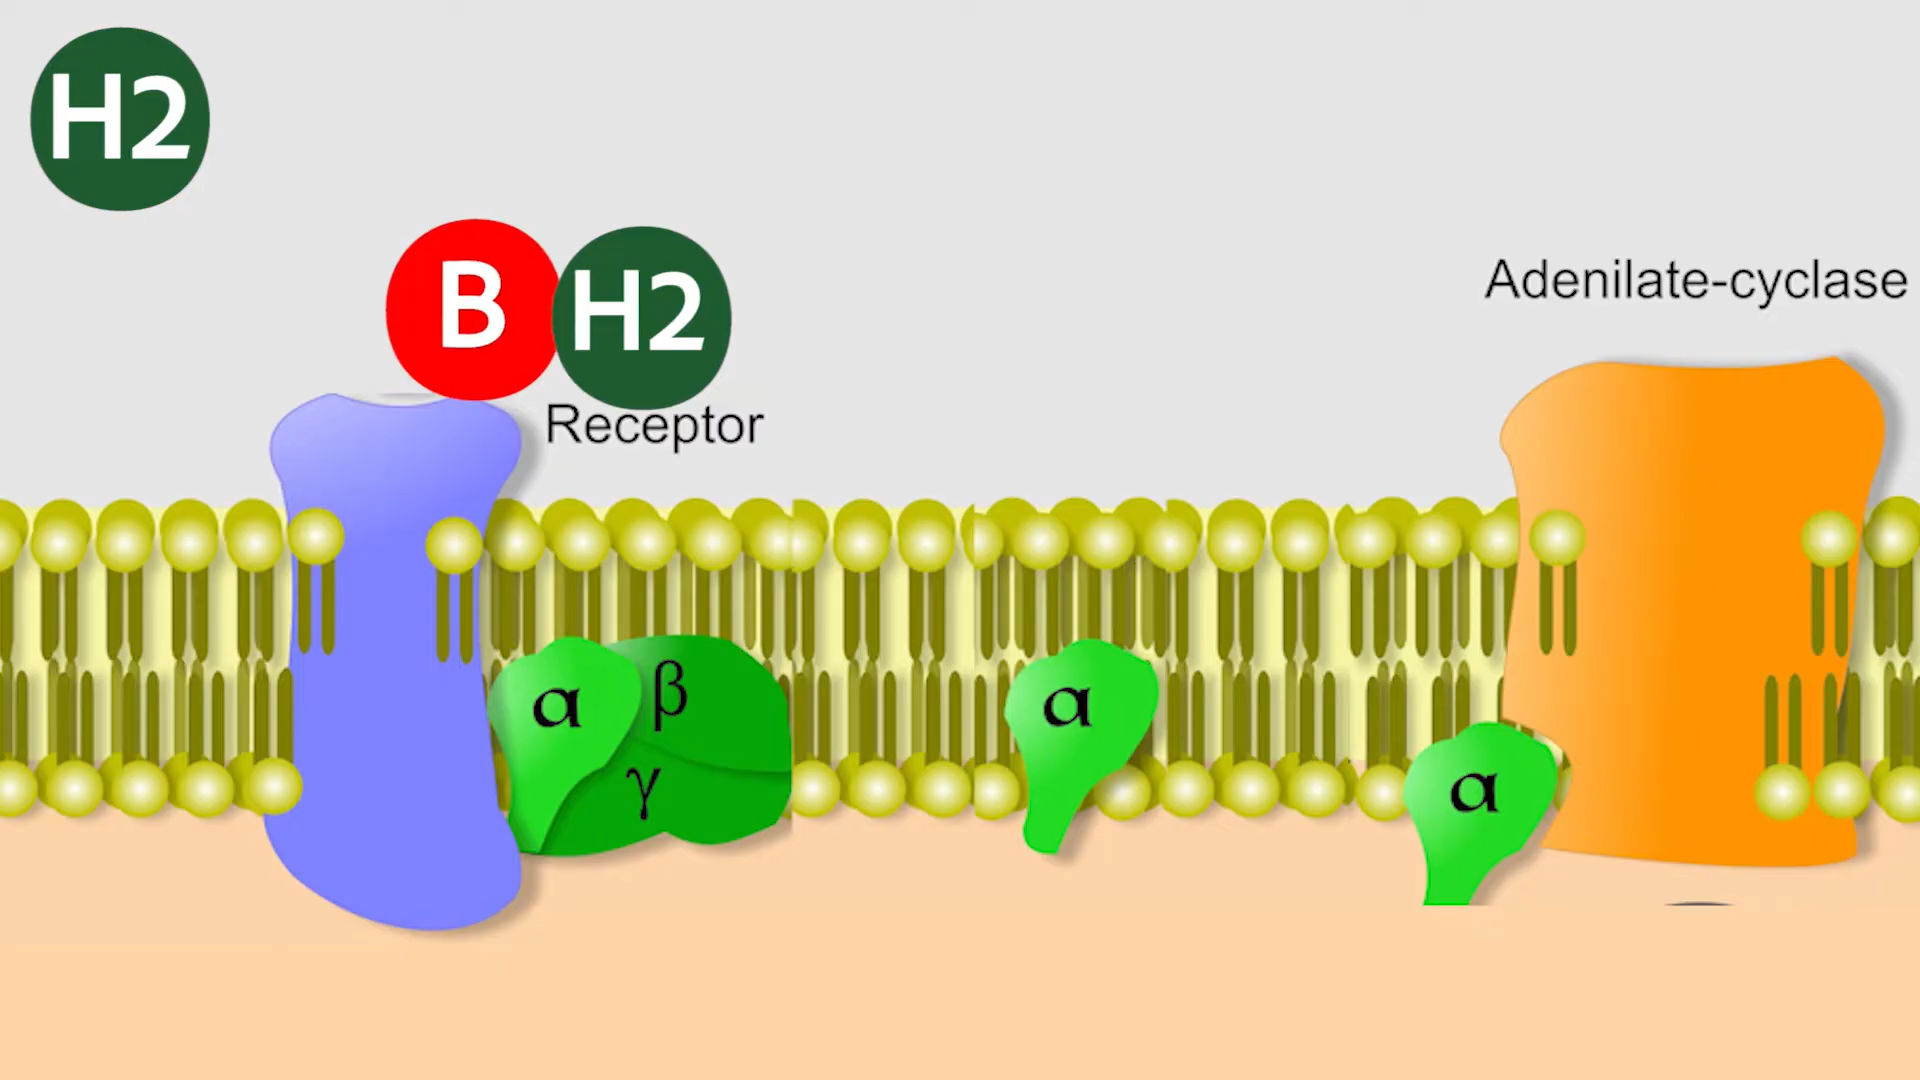 H2
B
H2
Receptor
Adenilate-cyclase
α
β
γ
α
α